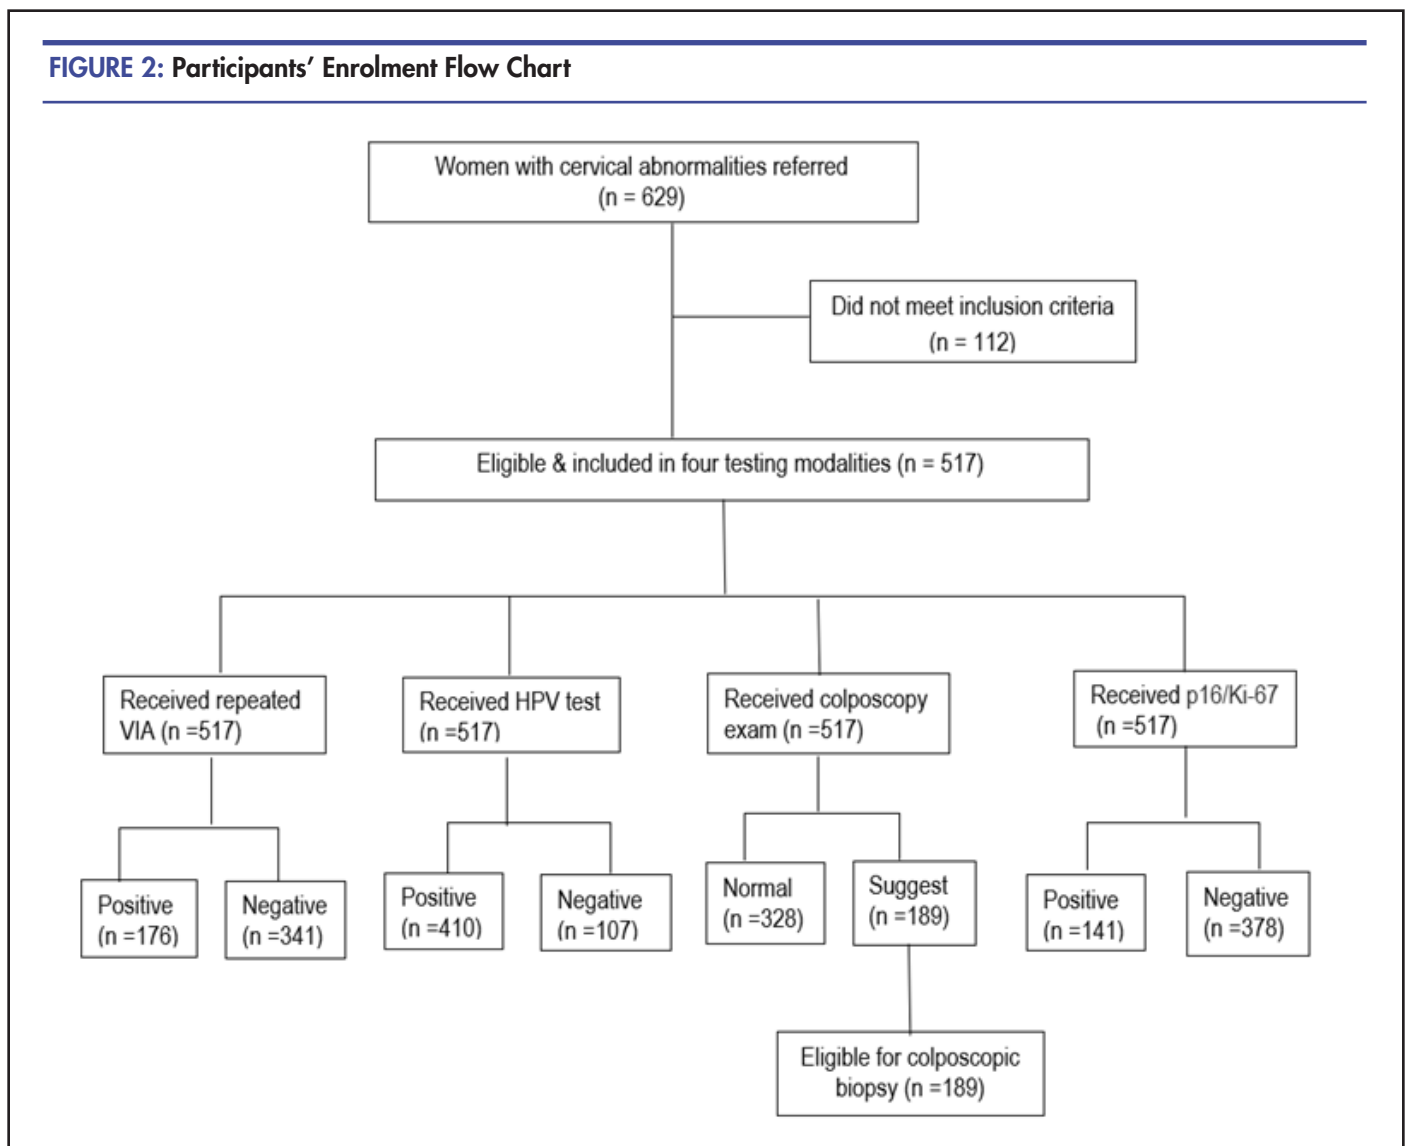 FIGURE 2: Participants’ Enrolment Flow Chart
Women with cervical abnormalities referred
(n = 629)
Did not meet inclusion criteria
(n = 112)
Eligible & included in four testing modalities (n = 517)
Received repeated
VIA (n =517)
Received HPV test
(n =517)
Received colposcopy
exam (n =517)
Received p16/Ki-67
(n =517)
Positive
(n =176)
Negative
(n =341)
Positive
(n =410)
Negative
(n =107)
Normal
(n =328)
Suggest
(n =189)
Positive
(n =141)
Negative
(n =378)
Eligible for colposcopic
biopsy (n =189)